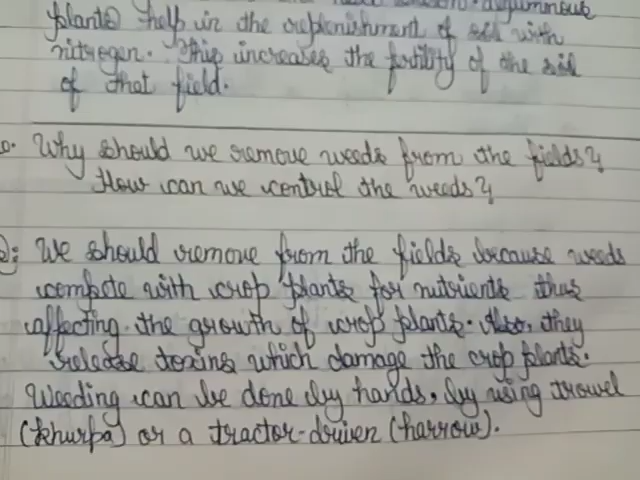 plants help in the replenishment of soil with
nitrogen. This increases the fertility of the soil
of that field.
Why should we remove weeds from the fields?
How can we control the weeds?
We should remove from the fields because weeds
compete with crop plants for nutrients thus
affecting the growth of crop plants. Also, they
release toxins which damage the crop plants.
Weeding can be done by hands, by using trowel
(khurpa) or a tractor-driven (harrow).